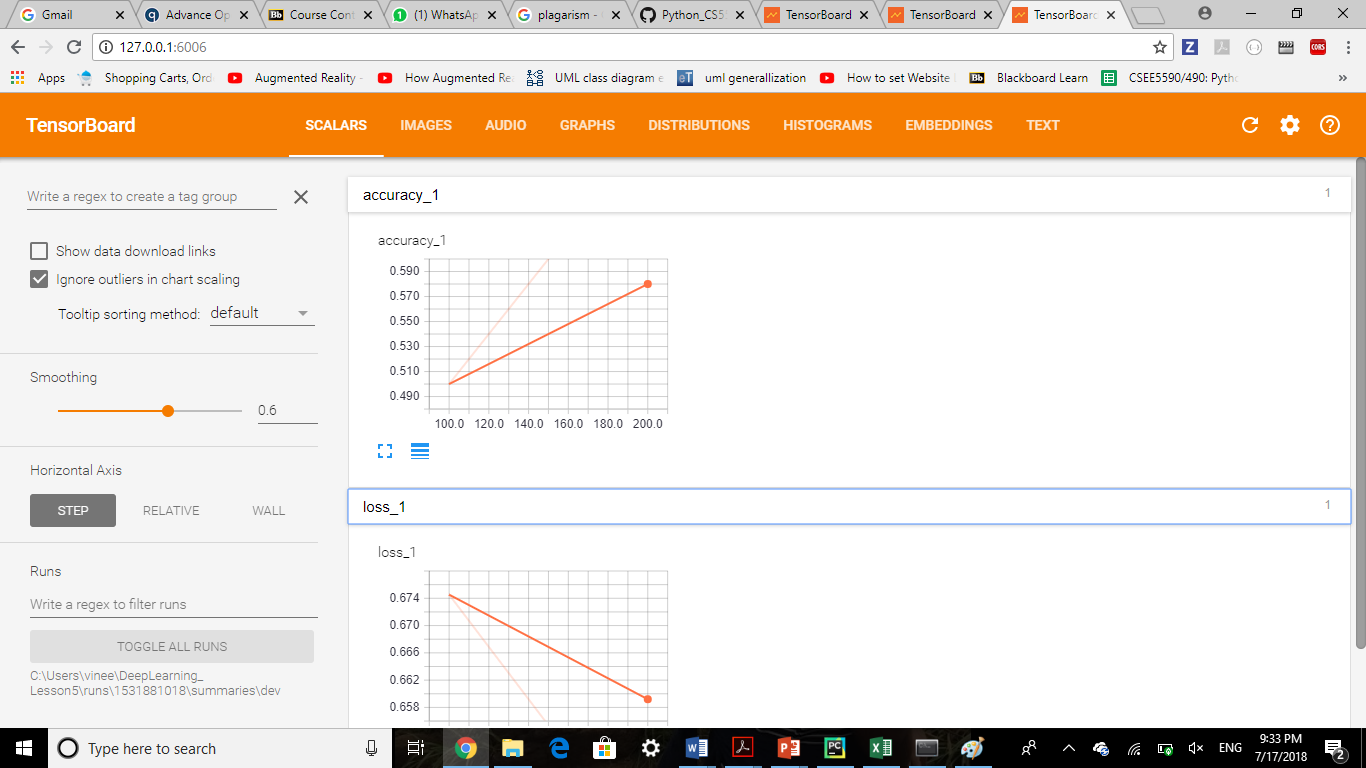 Gmail
Advance Op
Course Cont
(1) WhatsAp
plagarism -
Python_CS5
TensorBoard
TensorBoard
TensorBoard
127.0.0.1:6006
Apps
Shopping Carts, Ord
Augmented Reality -
How Augmented Re
UML class diagram e
uml generallization
How to set Website
Blackboard Learn
CSEE5590/490: Pyth
TensorBoard
SCALARS
IMAGES
AUDIO
GRAPHS
DISTRIBUTIONS
HISTOGRAMS
EMBEDDINGS
TEXT
Write a regex to create a tag group
Show data download links
Ignore outliers in chart scaling
Tooltip sorting method: default
Smoothing
0.6
Horizontal Axis
STEP
RELATIVE
WALL
Runs
Write a regex to filter runs
TOGGLE ALL RUNS
C:\Users\vinee\DeepLearning_
Lesson5\runs\1531881018\summaries\dev
accuracy_1
1
accuracy_1
0.590
0.570
0.550
0.530
0.510
0.490
100.0 120.0 140.0 160.0 180.0 200.0
loss_1
1
loss_1
0.674
0.670
0.666
0.662
0.658
Type here to search
ENG
9:33 PM
7/17/2018
2